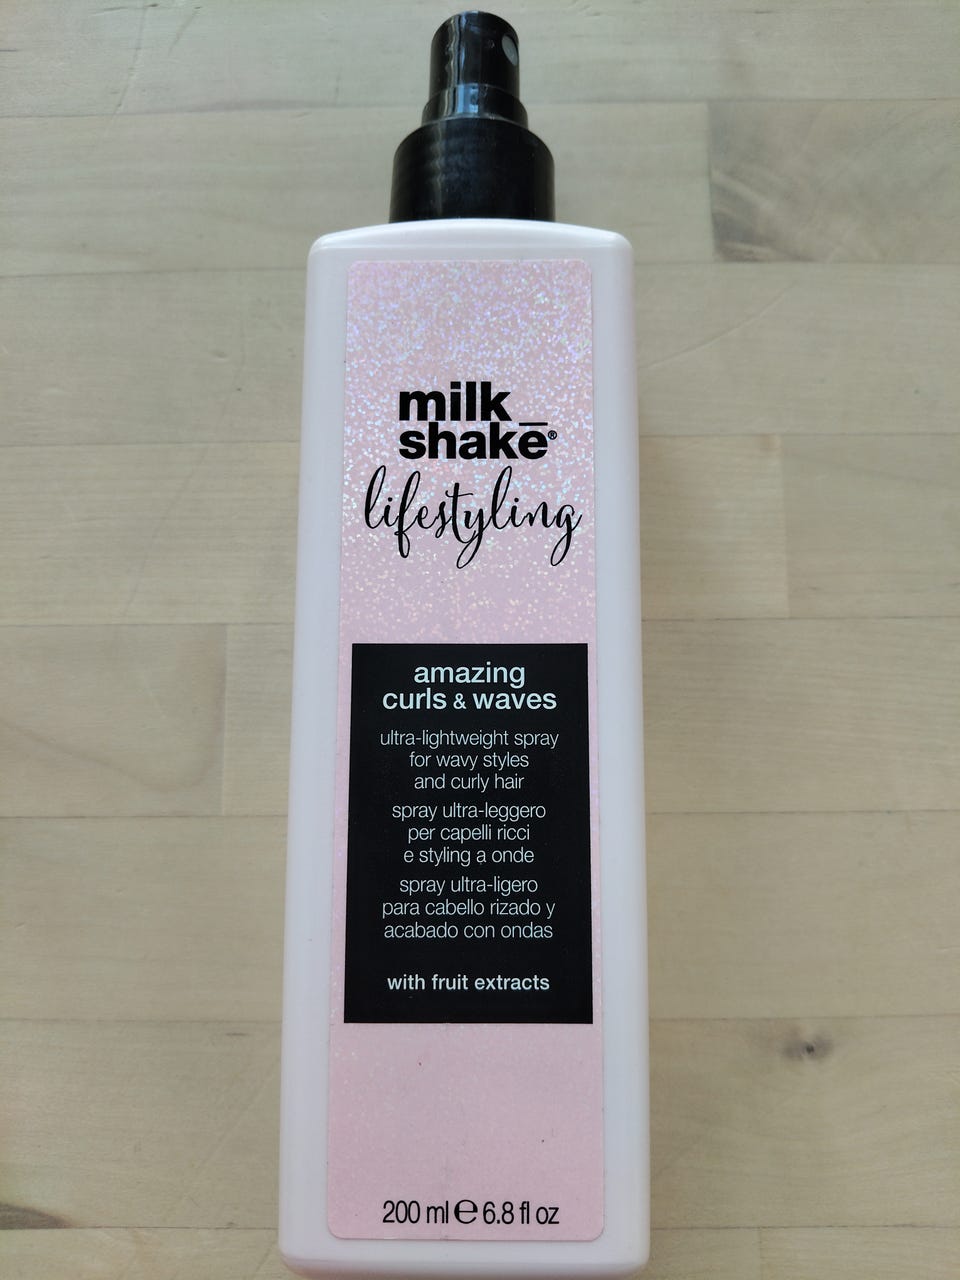 milk_
shake®
lifestyling
amazing
curls & waves
ultra-lightweight spray
for wavy styles
and curly hair
spray ultra-leggero
per capelli ricci
e styling a onde
spray ultra-ligero
para cabello rizado y
acabado con ondas
with fruit extracts
200 ml ℮ 6.8 fl oz